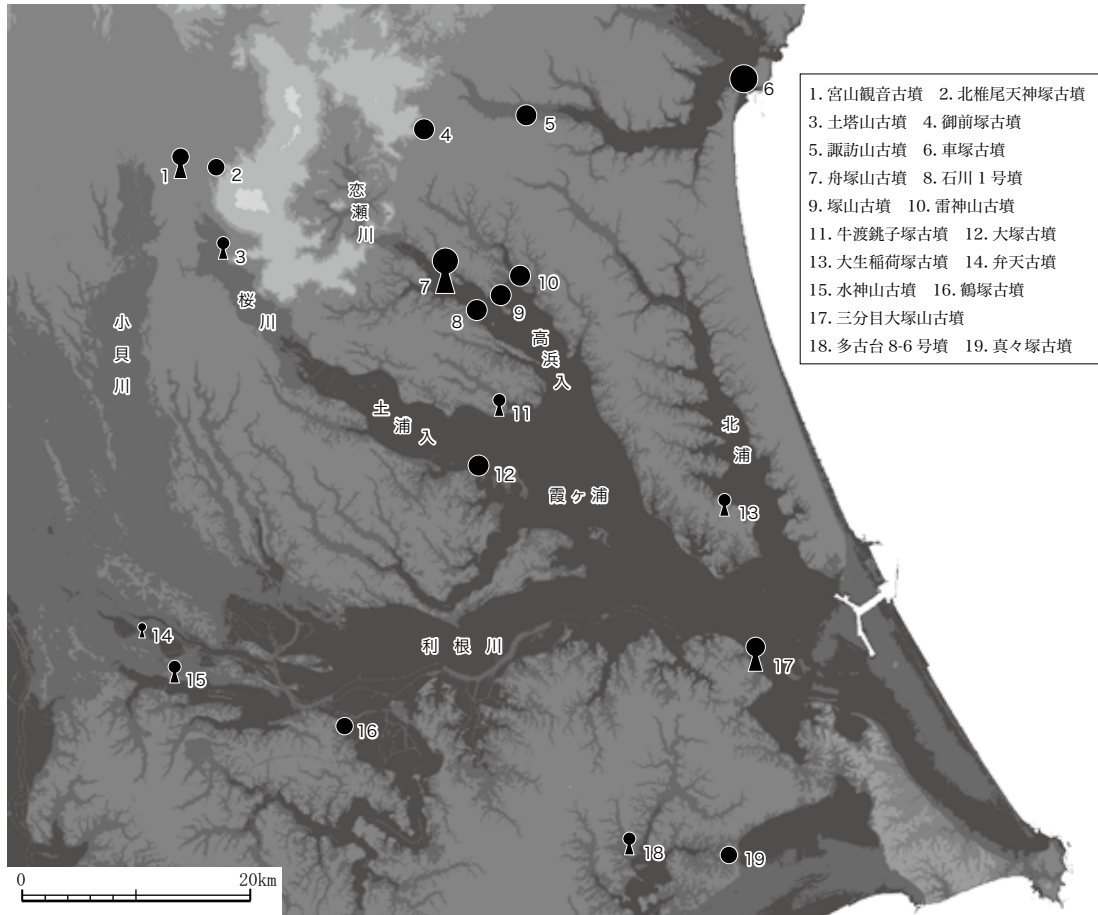 1. 宮山観音古墳　2. 北椎尾天神塚古墳
3. 土塔山古墳　4. 御前塚古墳
5. 諏訪山古墳　6. 車塚古墳
7. 舟塚山古墳　8. 石川 1 号墳
9. 塚山古墳　10. 雷神山古墳
11. 牛渡銚子塚古墳　12. 大塚古墳
13. 大生稲荷塚古墳　14. 弁天古墳
15. 水神山古墳　16. 鶴塚古墳
17. 三分目大塚山古墳
18. 多古台 8-6 号墳　19. 真々塚古墳
6
5
4
1
2
恋瀬川
3
7
10
9
8
桜川
小貝川
高浜入
11
土浦入
北浦
12
霞ヶ浦
13
14
利根川
15
17
16
18
19
0
20km